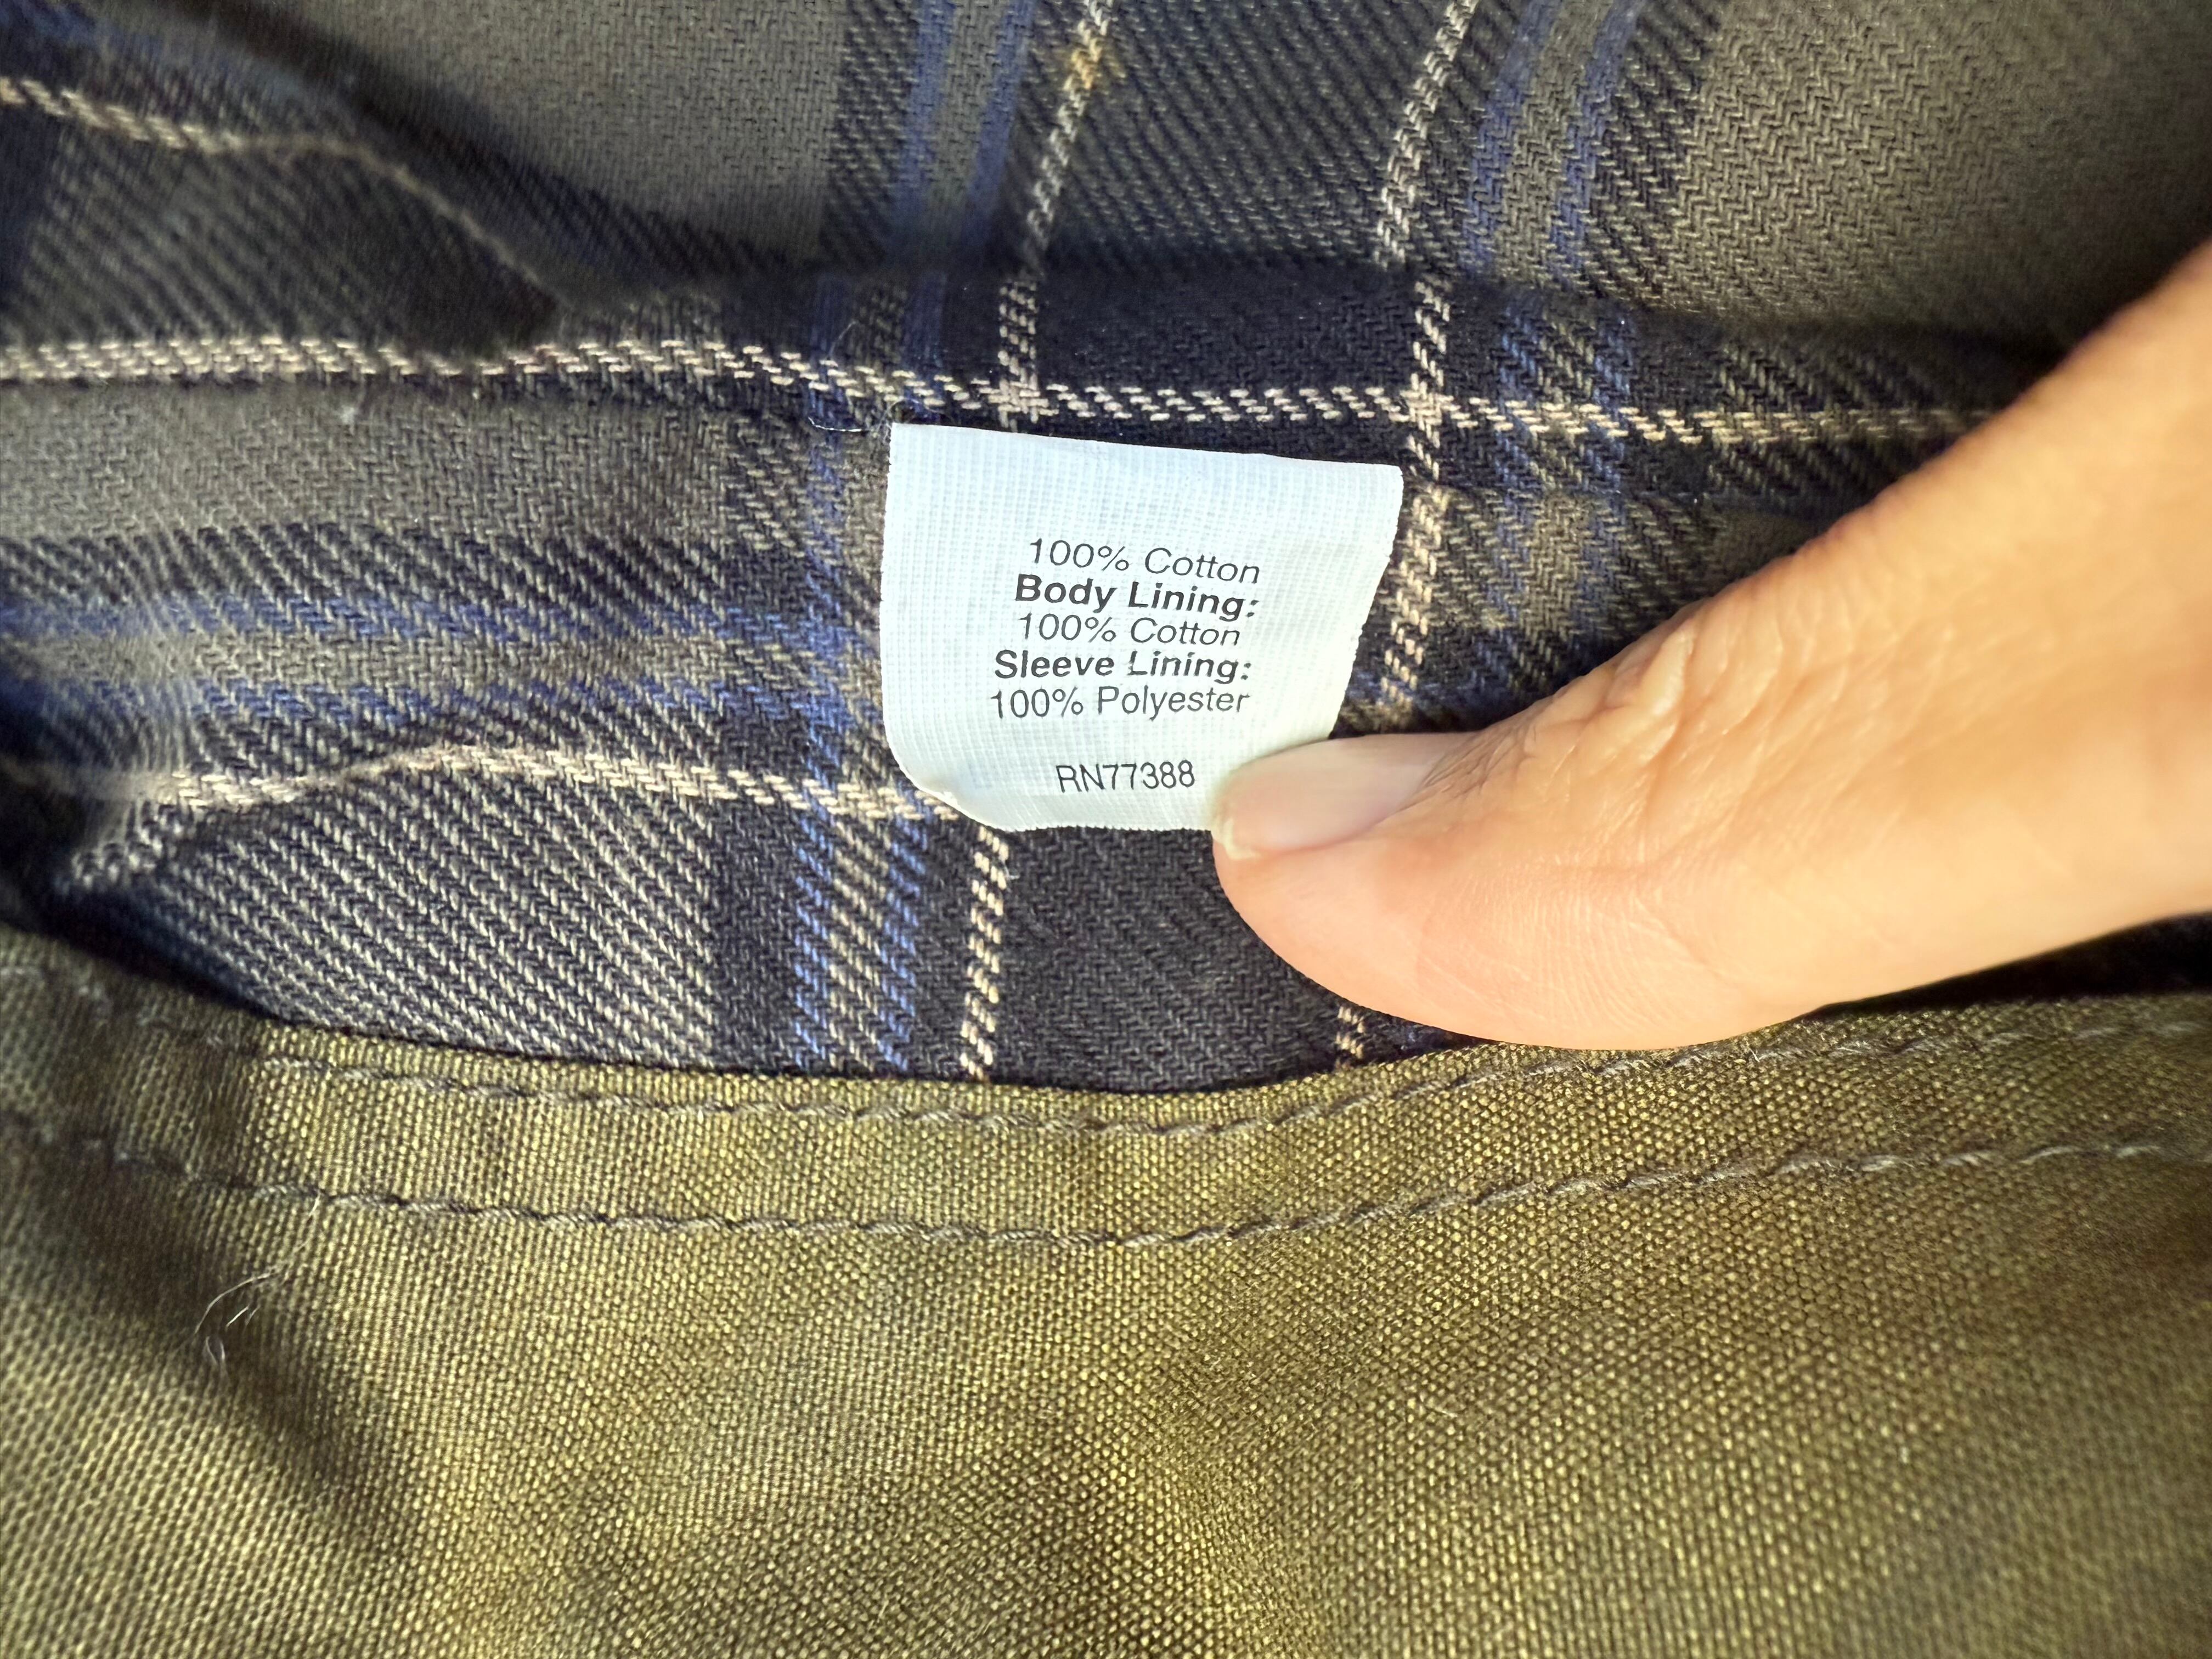 100% Cotton
Body Lining:
100% Cotton
Sleeve Lining:
100% Polyester
RN77388